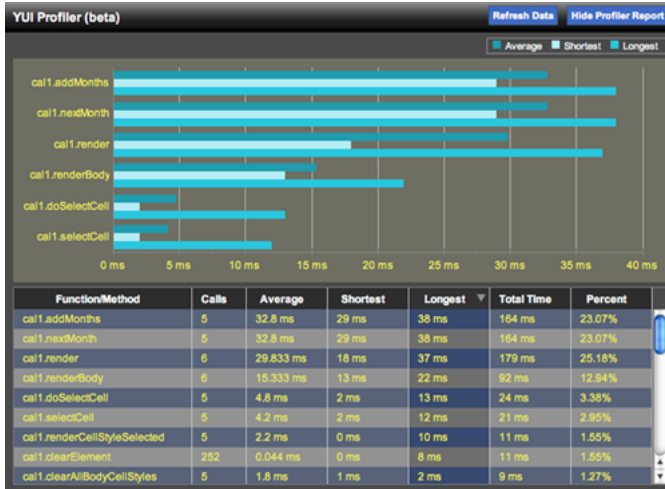 YUI Profiler (beta) Refresh Data Hide Profiler Report
Average Shortest Longest
cal1.addMonths
cal1.nextMonth
cal1.render
cal1.renderBody
cal1.doSelectCell
cal1.selectCell
0 ms 5 ms 10 ms 15 ms 20 ms 25 ms 30 ms 35 ms 40 ms
Function/Method Calls Average Shortest Longest Total Time Percent
cal1.addMonths 5 32.8 ms 29 ms 38 ms 164 ms 23.07%
cal1.nextMonth 5 32.8 ms 29 ms 38 ms 164 ms 23.07%
cal1.render 6 29.833 ms 18 ms 37 ms 179 ms 25.18%
cal1.renderBody 6 15.333 ms 13 ms 22 ms 92 ms 12.94%
cal1.doSelectCell 5 4.8 ms 2 ms 13 ms 24 ms 3.38%
cal1.selectCell 5 4.2 ms 2 ms 12 ms 21 ms 2.95%
cal1.renderCellStyleSelected 5 2.2 ms 0 ms 10 ms 11 ms 1.55%
cal1.clearElement 252 0.044 ms 0 ms 8 ms 11 ms 1.55%
cal1.clearAllBodyCellStyles 5 1.8 ms 1 ms 2 ms 9 ms 1.27%